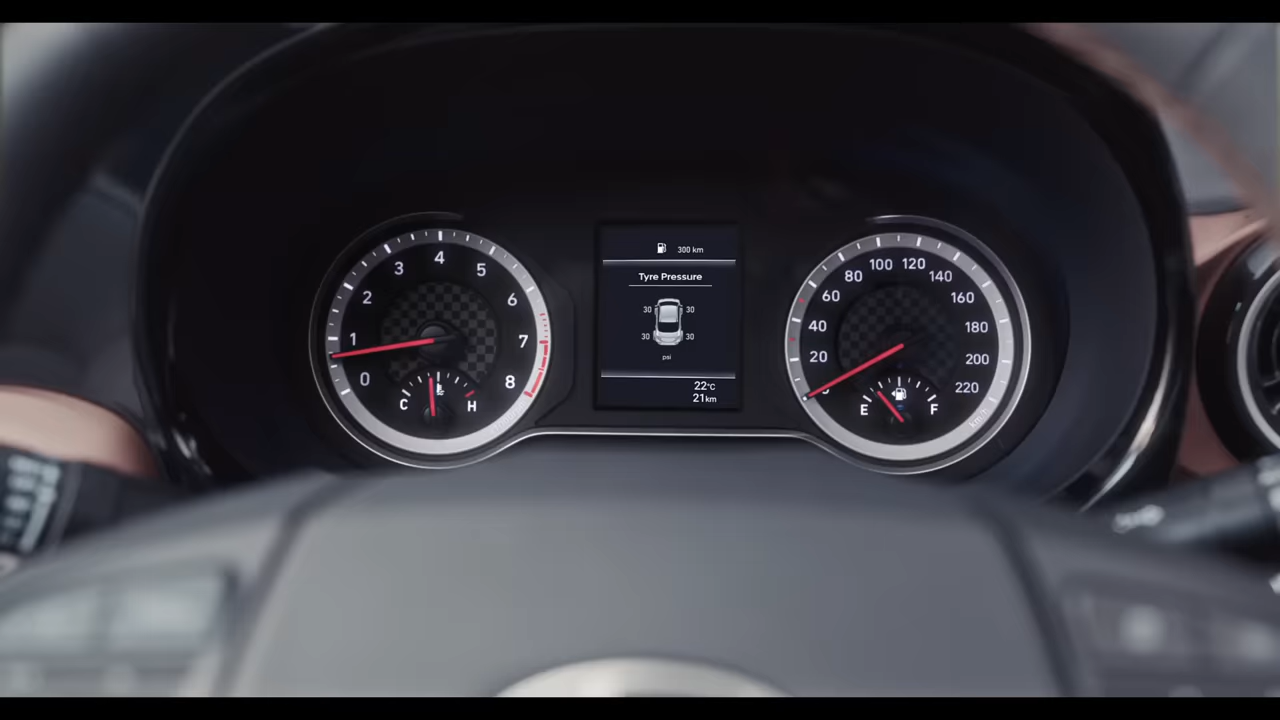 300 km
Tyre Pressure
30 30
30 30
psi
22°C
21km
0 1 2 3 4 5 6 7 8
C H
20 40 60 80 100 120 140 160 180 200 220
km/h
E F